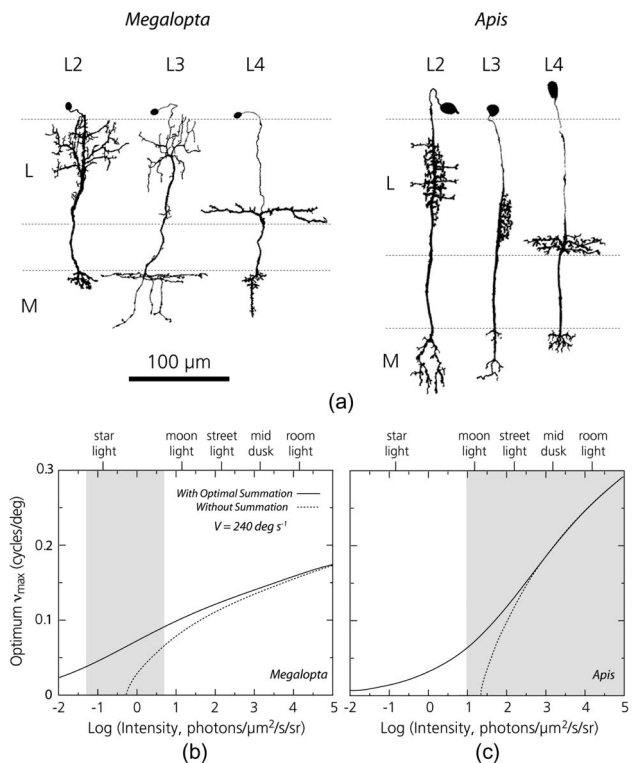 Megalopta Apis
L2 L3 L4 L2 L3 L4
L L
M M
100 µm
(a)
star light moon light street light mid dusk room light
star light moon light street light mid dusk room light
Optimum νmax (cycles/deg)
0.3
0.2
0.1
0
With Optimal Summation
Without Summation
V = 240 deg s⁻¹
Megalopta
Apis
-2 -1 0 1 2 3 4 5
-2 -1 0 1 2 3 4 5
Log (Intensity, photons/µm²/s/sr)
Log (Intensity, photons/µm²/s/sr)
(b) (c)